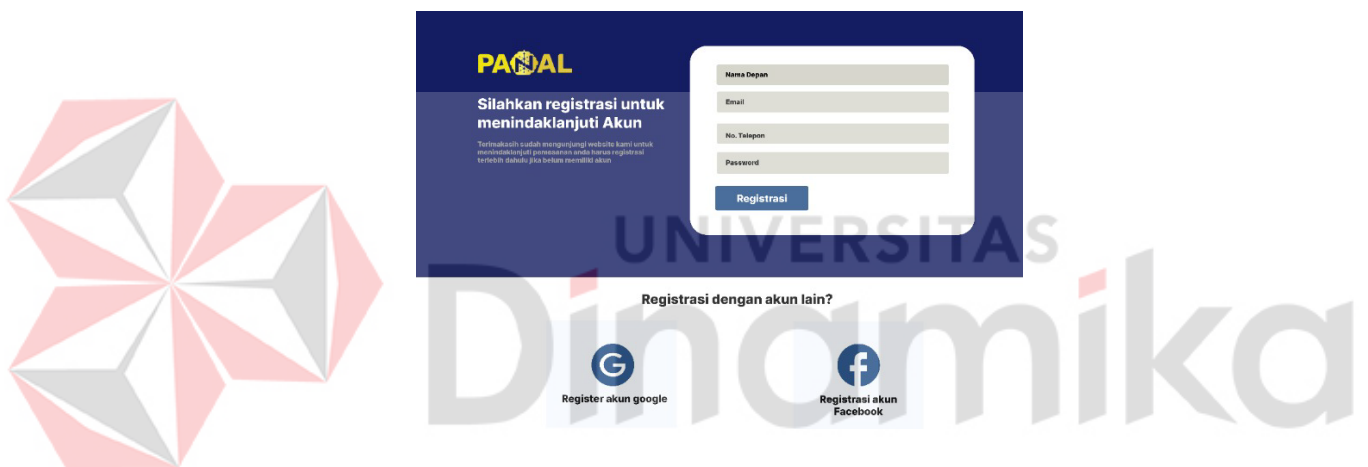 PANAL
Silahkan registrasi untuk
menindaklanjuti Akun
Terimakasih sudah mengunjungi website kami untuk
menindaklanjuti pemesanan anda harus registrasi
terlebih dahulu jika belum memiliki akun
Nama Depan
Email
No. Telepon
Password
Registrasi
UNIVERSITAS
Dinamika
Registrasi dengan akun lain?
G
Register akun google
f
Registrasi akun
Facebook